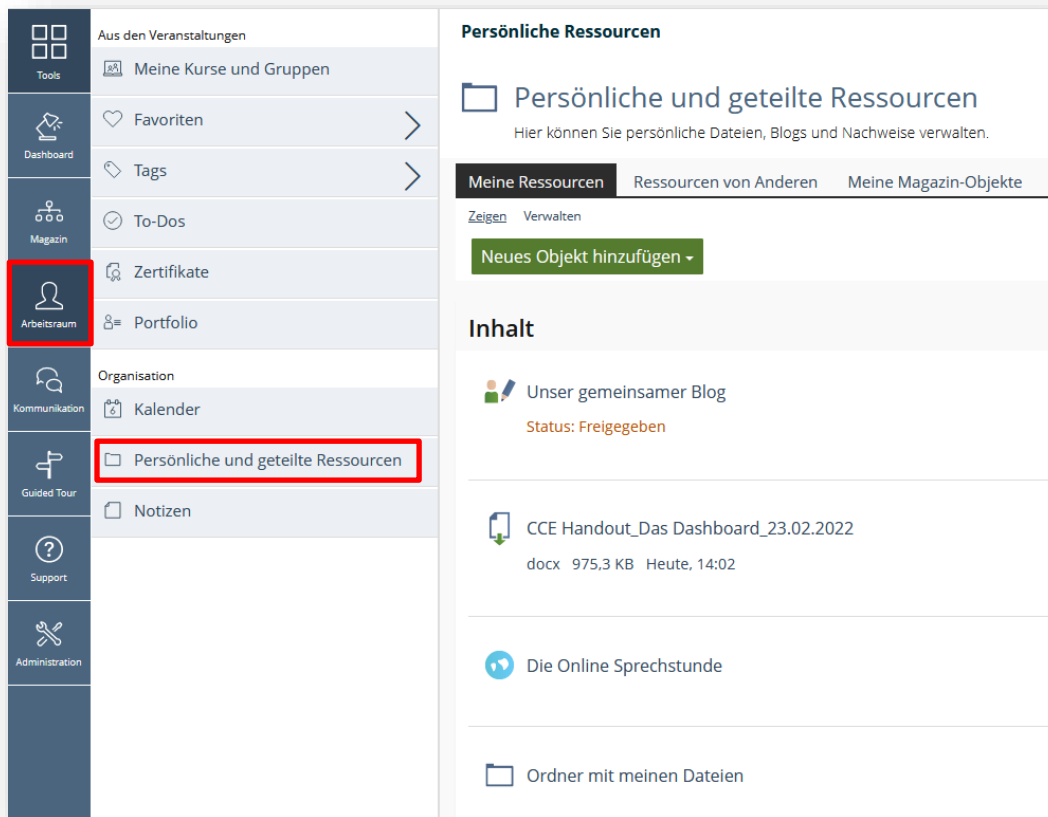 Tools
Dashboard
Magazin
Arbeitsraum
Kommunikation
Guided Tour
Support
Administration
Aus den Veranstaltungen
Meine Kurse und Gruppen
Favoriten
Tags
To-Dos
Zertifikate
Portfolio
Organisation
6
Kalender
Persönliche und geteilte Ressourcen
Notizen
Persönliche Ressourcen
Persönliche und geteilte Ressourcen
Hier können Sie persönliche Dateien, Blogs und Nachweise verwalten.
Meine Ressourcen Ressourcen von Anderen Meine Magazin-Objekte
Zeigen Verwalten
Neues Objekt hinzufügen
Inhalt
Unser gemeinsamer Blog
Status: Freigegeben
CCE Handout_Das Dashboard_23.02.2022
docx 975,3 KB Heute, 14:02
Die Online Sprechstunde
Ordner mit meinen Dateien